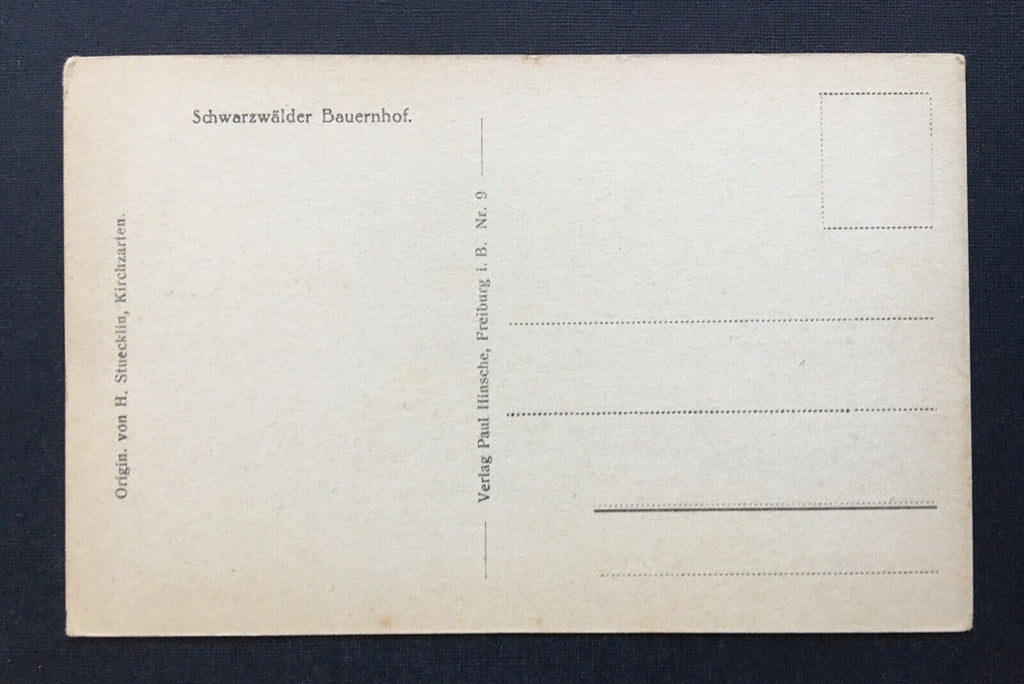 Schwarzwälder Bauernhof.
Origin. von H. Stuecklin, Kirchzarten.
Verlag Paul Hinsche, Freiburg i. B. Nr. 9